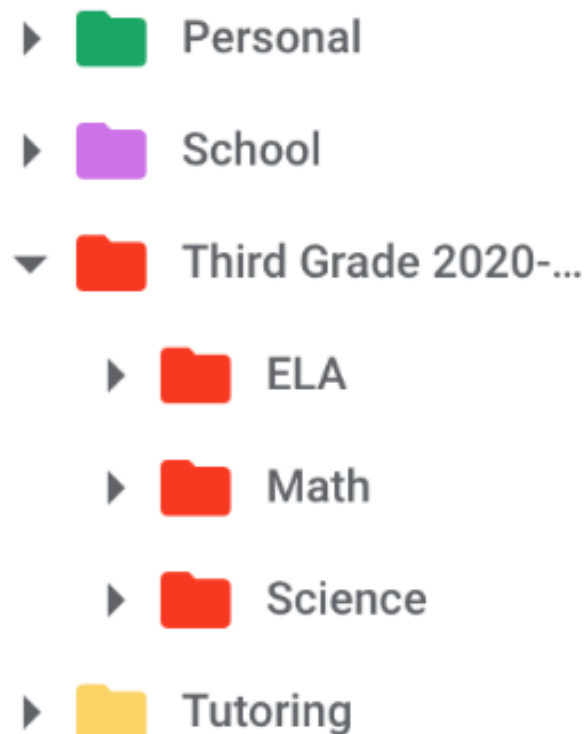 Personal
School
Third Grade 2020-...
ELA
Math
Science
Tutoring